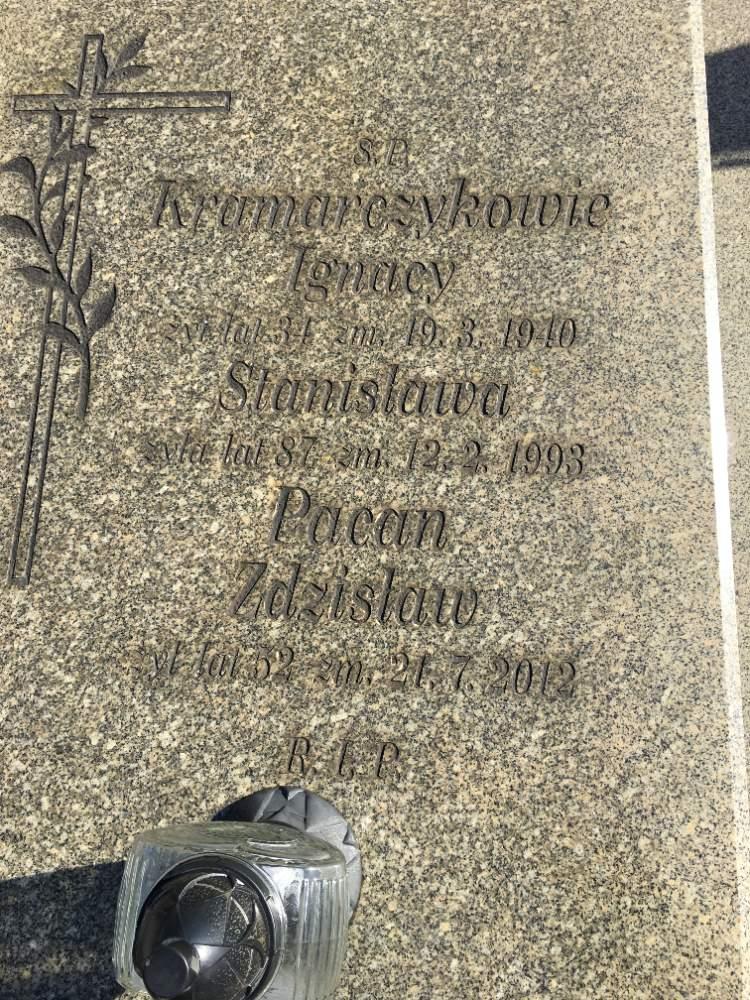 Ś.P.
Kramarczykowie
Ignacy
żył lat 34 zm. 19. 3. 1940
Stanisława
żyła lat 87 zm. 12. 2. 1993
Pacan
Zdzisław
żył lat 52 zm. 21. 7. 2012
R. I. P.